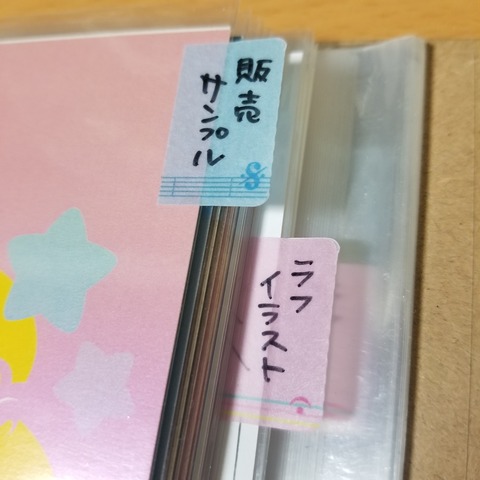 販売
サンプル
ラフ
イラスト